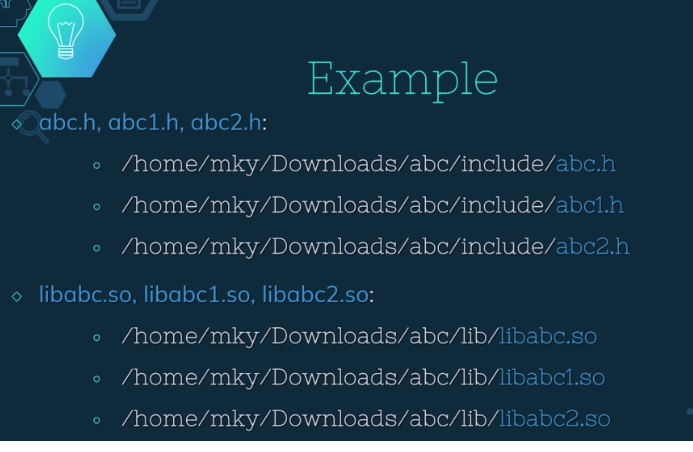 Example
abc.h, abc1.h, abc2.h:
/home/mky/Downloads/abc/include/abc.h
/home/mky/Downloads/abc/include/abc1.h
/home/mky/Downloads/abc/include/abc2.h
libabc.so, libabc1.so, libabc2.so:
/home/mky/Downloads/abc/lib/libabc.so
/home/mky/Downloads/abc/lib/libabc1.so
/home/mky/Downloads/abc/lib/libabc2.so